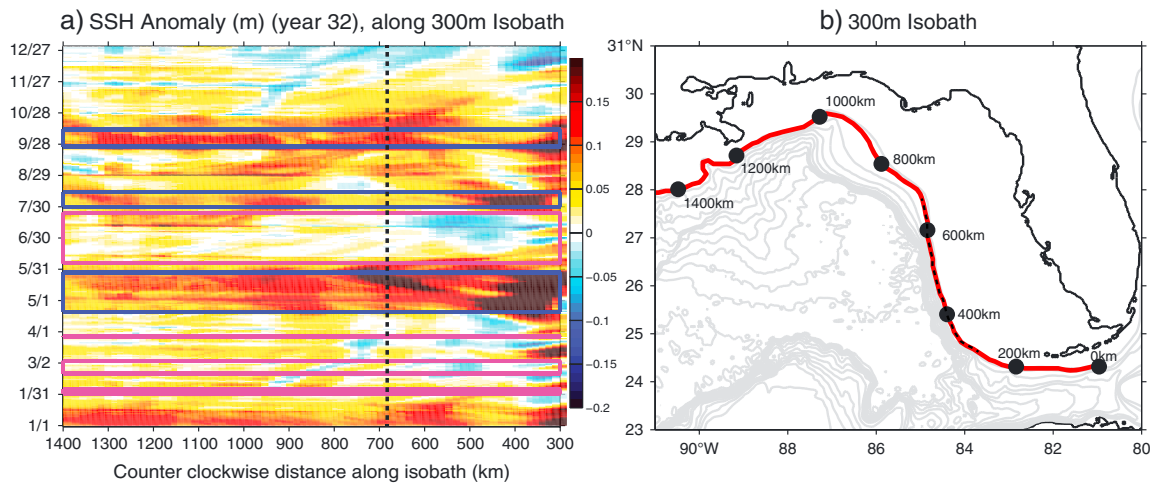 a) SSH Anomaly (m) (year 32), along 300m Isobath
12/27
11/27
10/28
9/28
8/29
7/30
6/30
5/31
5/1
4/1
3/2
1/31
1/1
1400 1300 1200 1100 1000 900 800 700 600 500 400 300
Counter clockwise distance along isobath (km)
0.15
0.1
0.05
0
−0.05
−0.1
−0.15
−0.2
b) 300m Isobath
31°N
30
29
28
27
26
25
24
23
90°W 88 86 84 82 80
1000km
800km
1200km
1400km
600km
400km
200km
0km